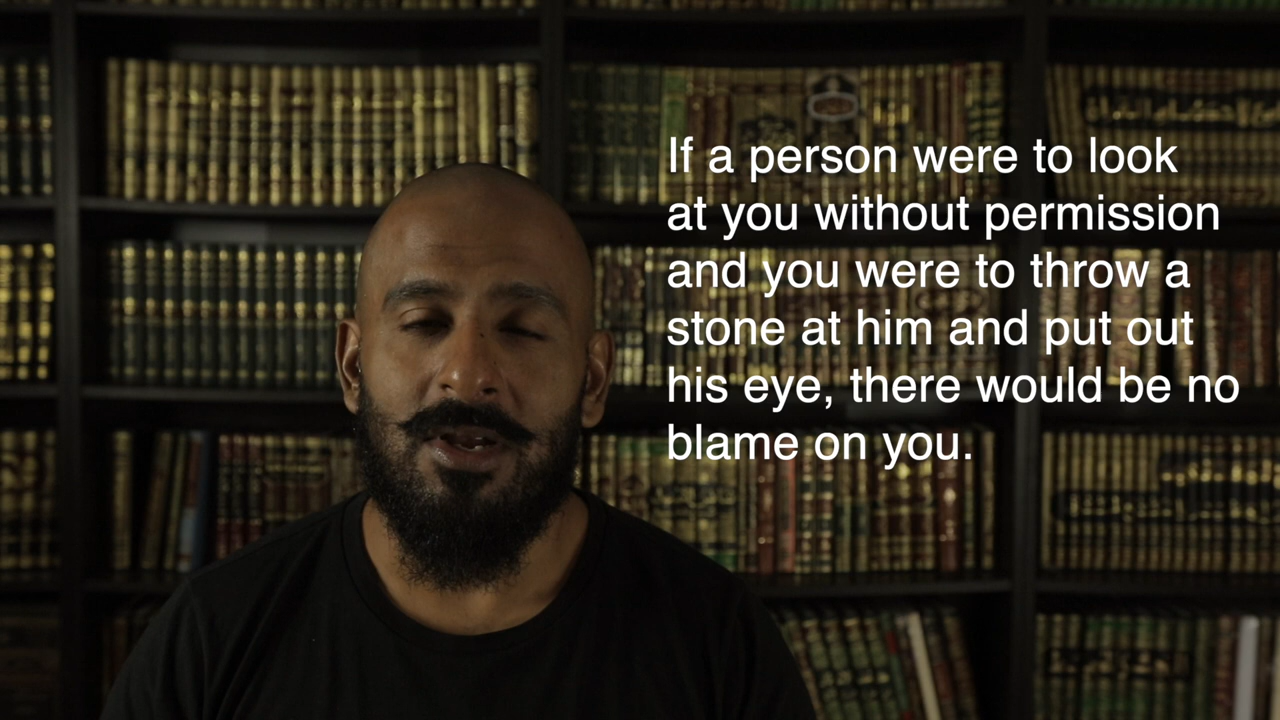 If a person were to look
at you without permission
and you were to throw a
stone at him and put out
his eye, there would be no
blame on you.